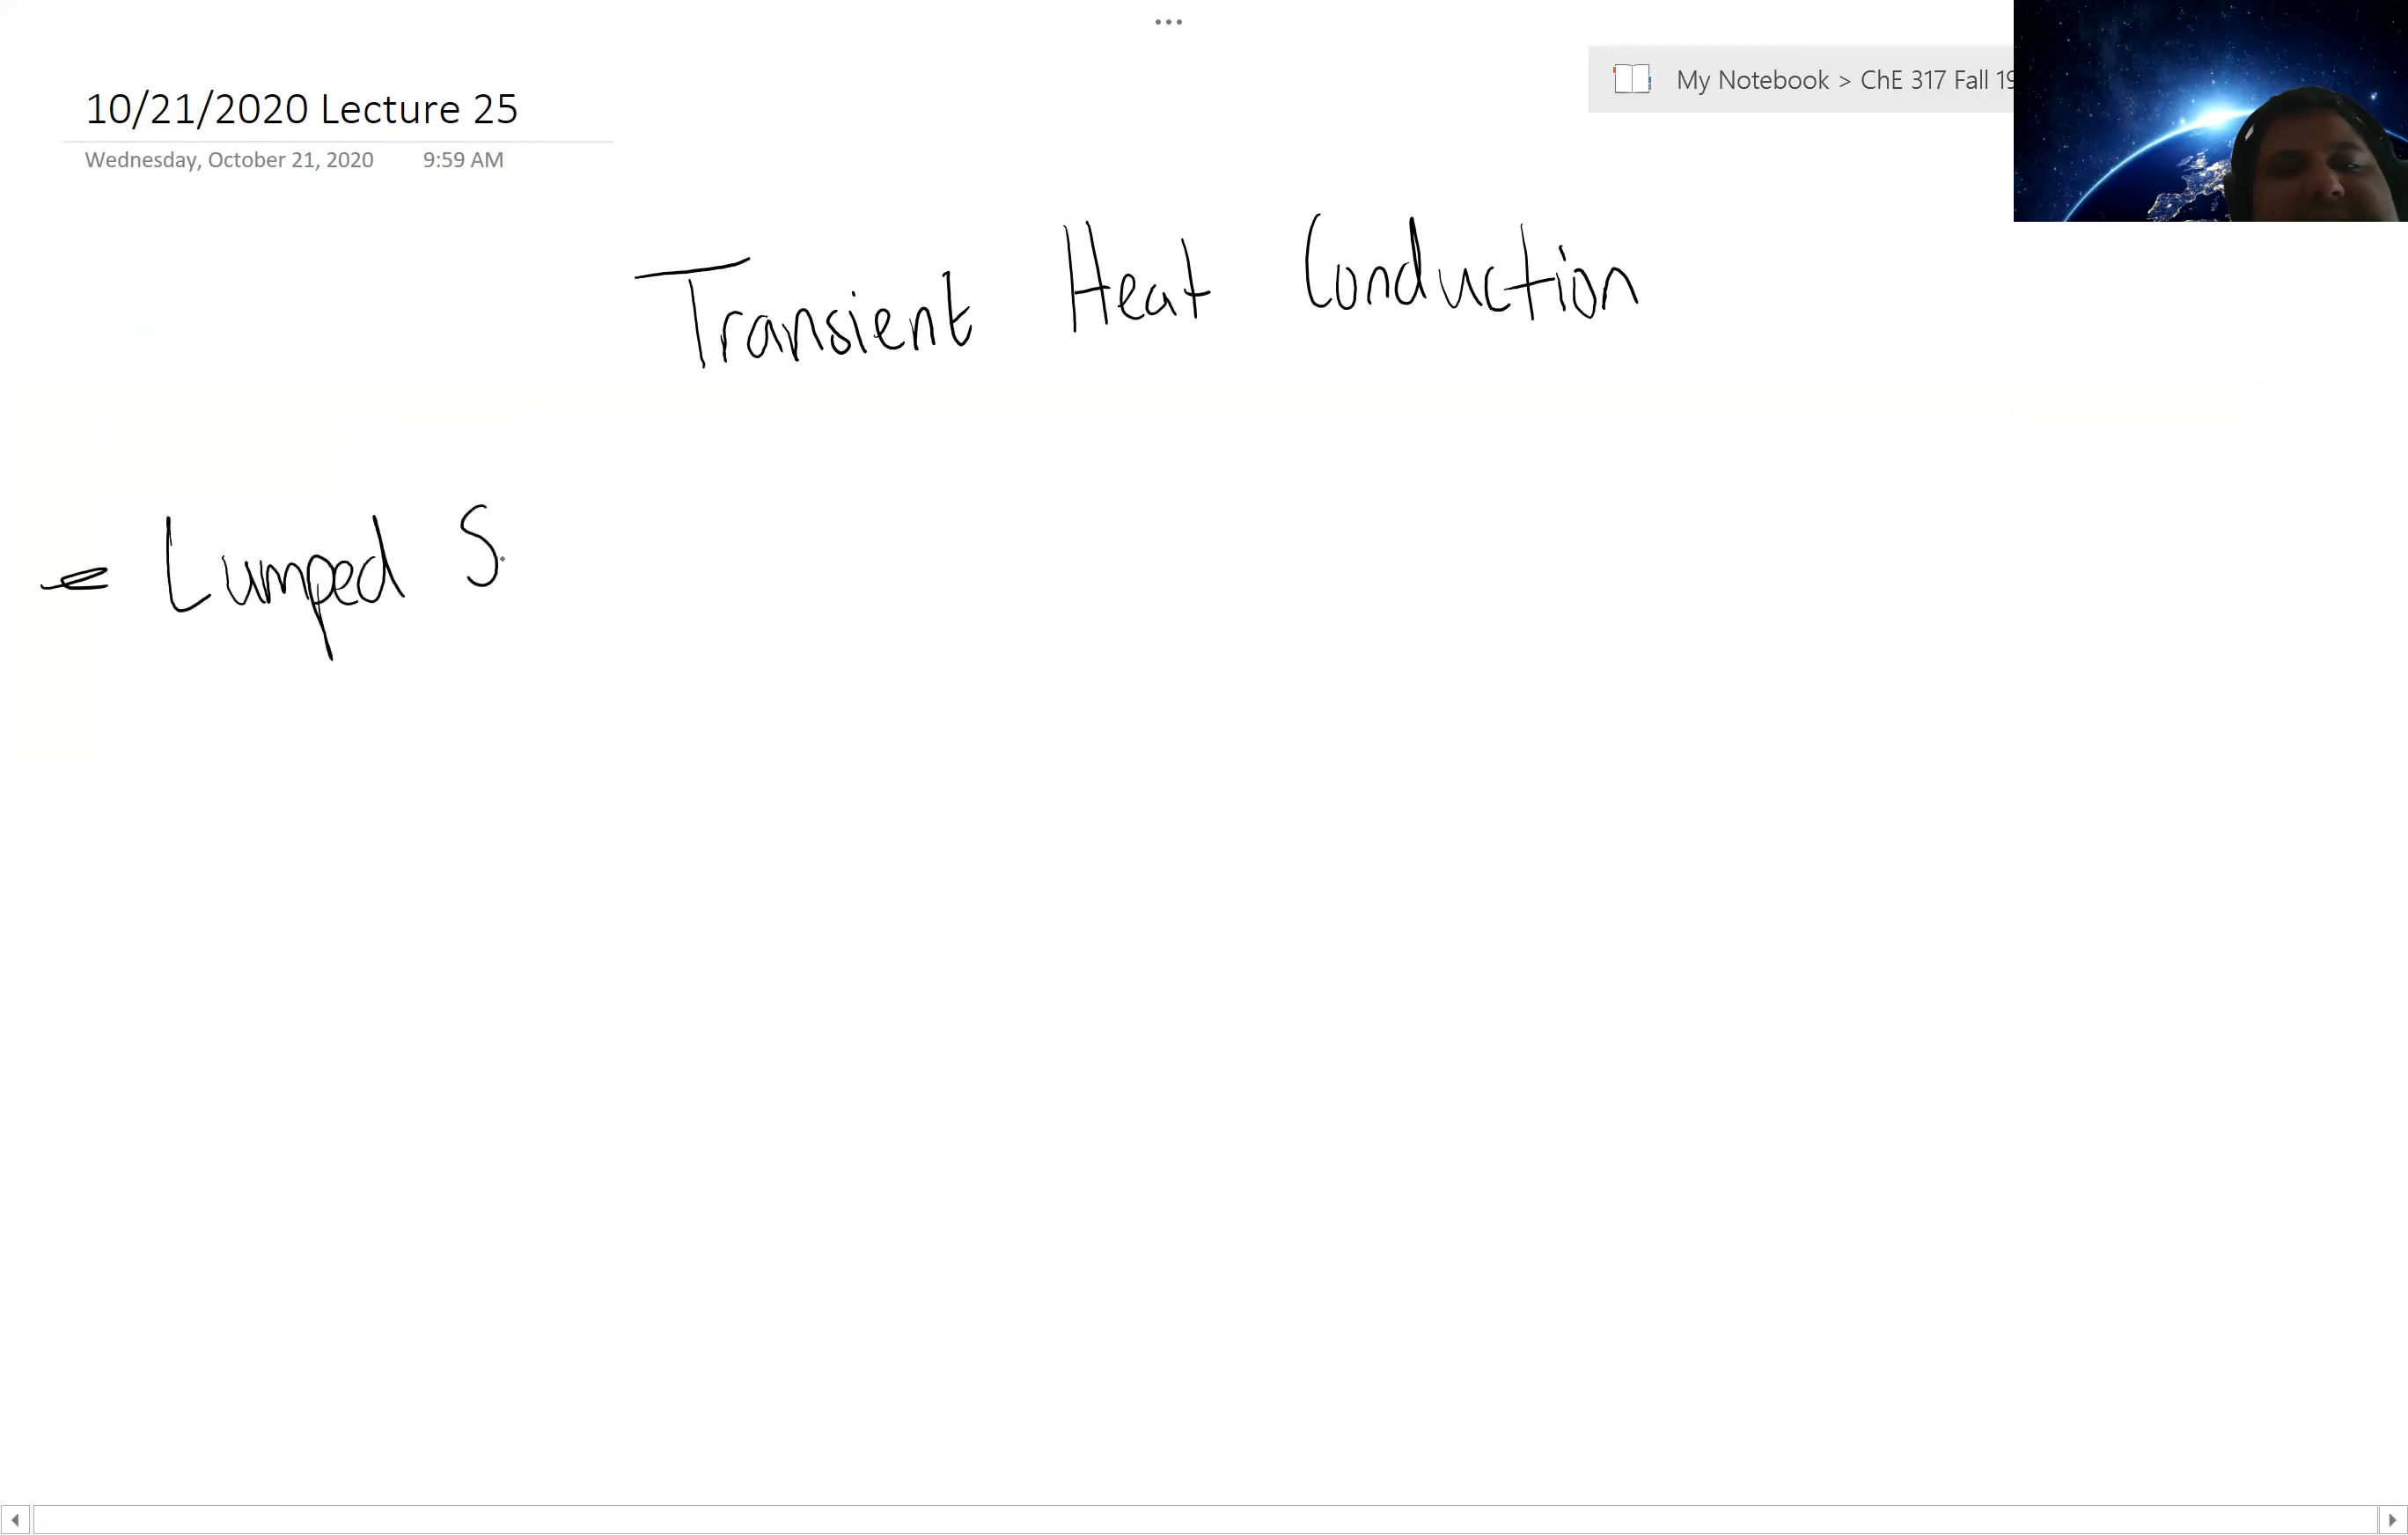 My Notebook > ChE 317 Fall 19
10/21/2020 Lecture 25
Wednesday, October 21, 2020 9:59 AM
Transient Heat Conduction
Lumped S